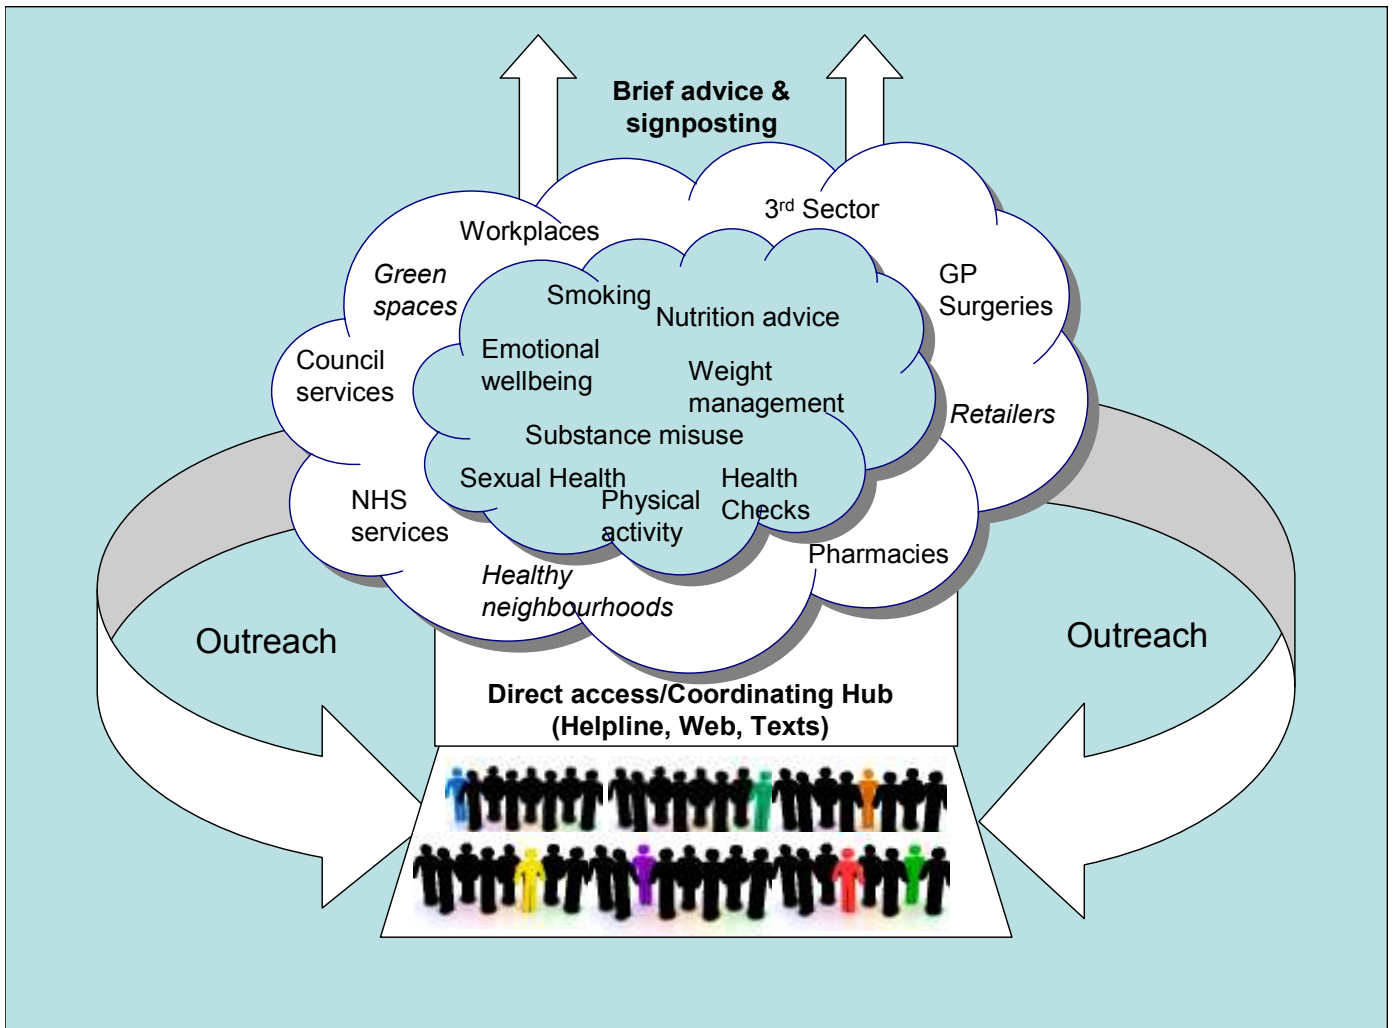 Brief advice &
signposting
3rd Sector
Workplaces
Green
spaces
GP
Surgeries
Smoking
Nutrition advice
Emotional
wellbeing
Council
services
Weight
management
Retailers
Substance misuse
Sexual Health
Health
Checks
Physical
activity
NHS
services
Pharmacies
Healthy
neighbourhoods
Outreach
Outreach
Direct access/Coordinating Hub
(Helpline, Web, Texts)